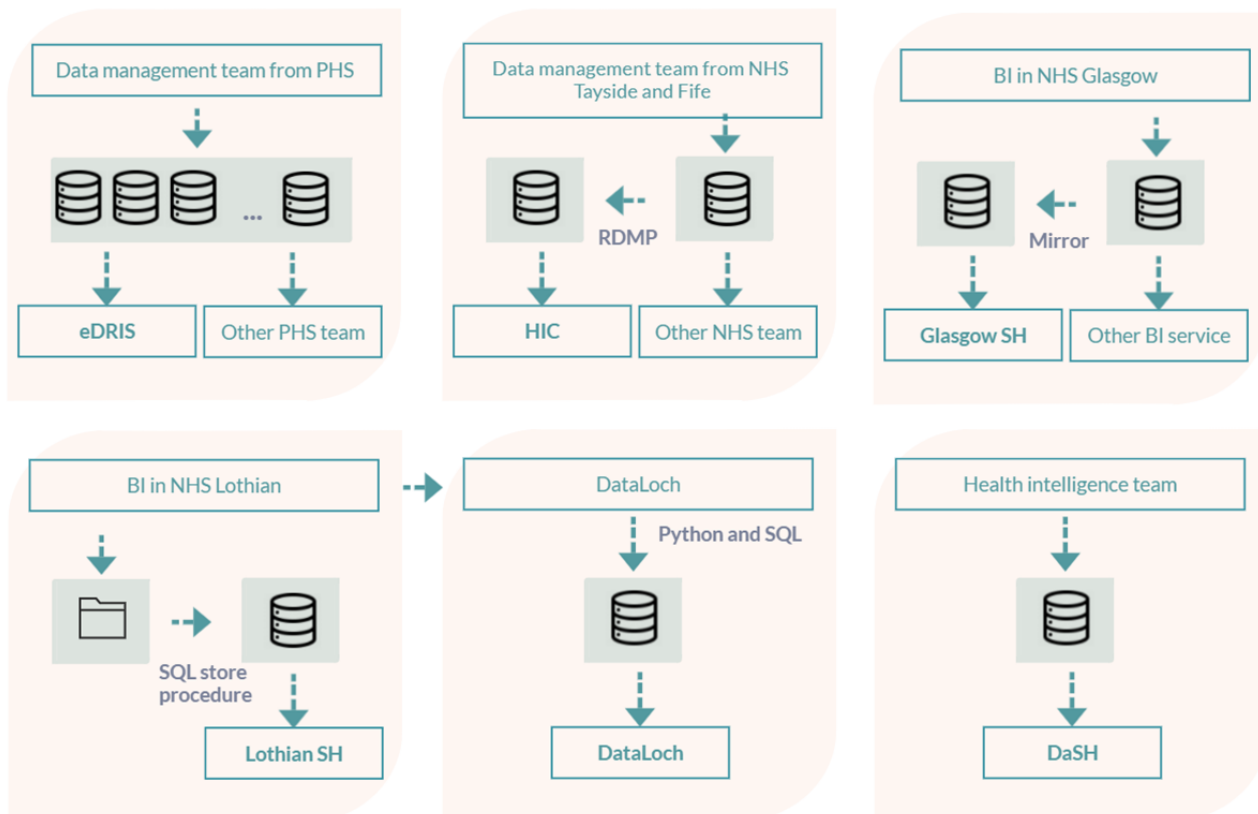 Data management team from PHS
...
eDRIS
Other PHS team
Data management team from NHS
Tayside and Fife
RDMP
HIC
Other NHS team
BI in NHS Glasgow
Mirror
Glasgow SH
Other BI service
BI in NHS Lothian
SQL store
procedure
Lothian SH
DataLoch
Python and SQL
DataLoch
Health intelligence team
DaSH